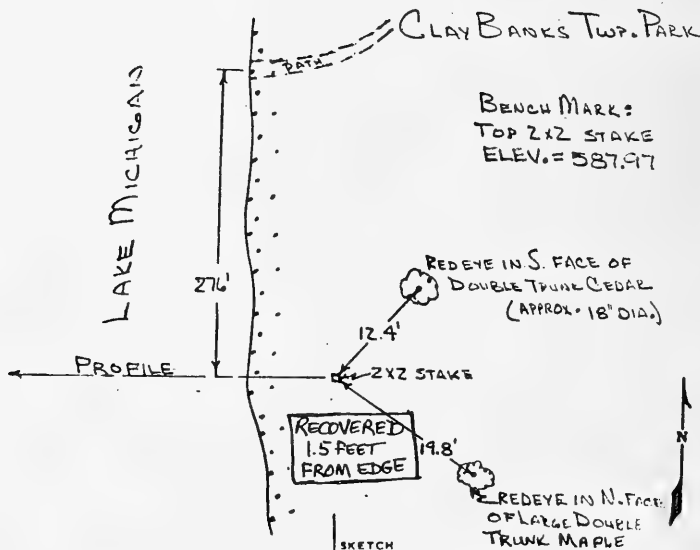 CLAY BANKS TWP. PARK
PATH
LAKE MICHIGAN
BENCH MARK:
TOP 2x2 STAKE
ELEV. = 587.97
276'
REDEYE IN S. FACE OF
DOUBLE TRUNK CEDAR
(APPROX. 18" DIA.)
12.4'
PROFILE
2x2 STAKE
RECOVERED
1.5 FEET
FROM EDGE
19.8'
N
REDEYE IN N. FACE
OF LARGE DOUBLE
TRUNK MAPLE
SKETCH